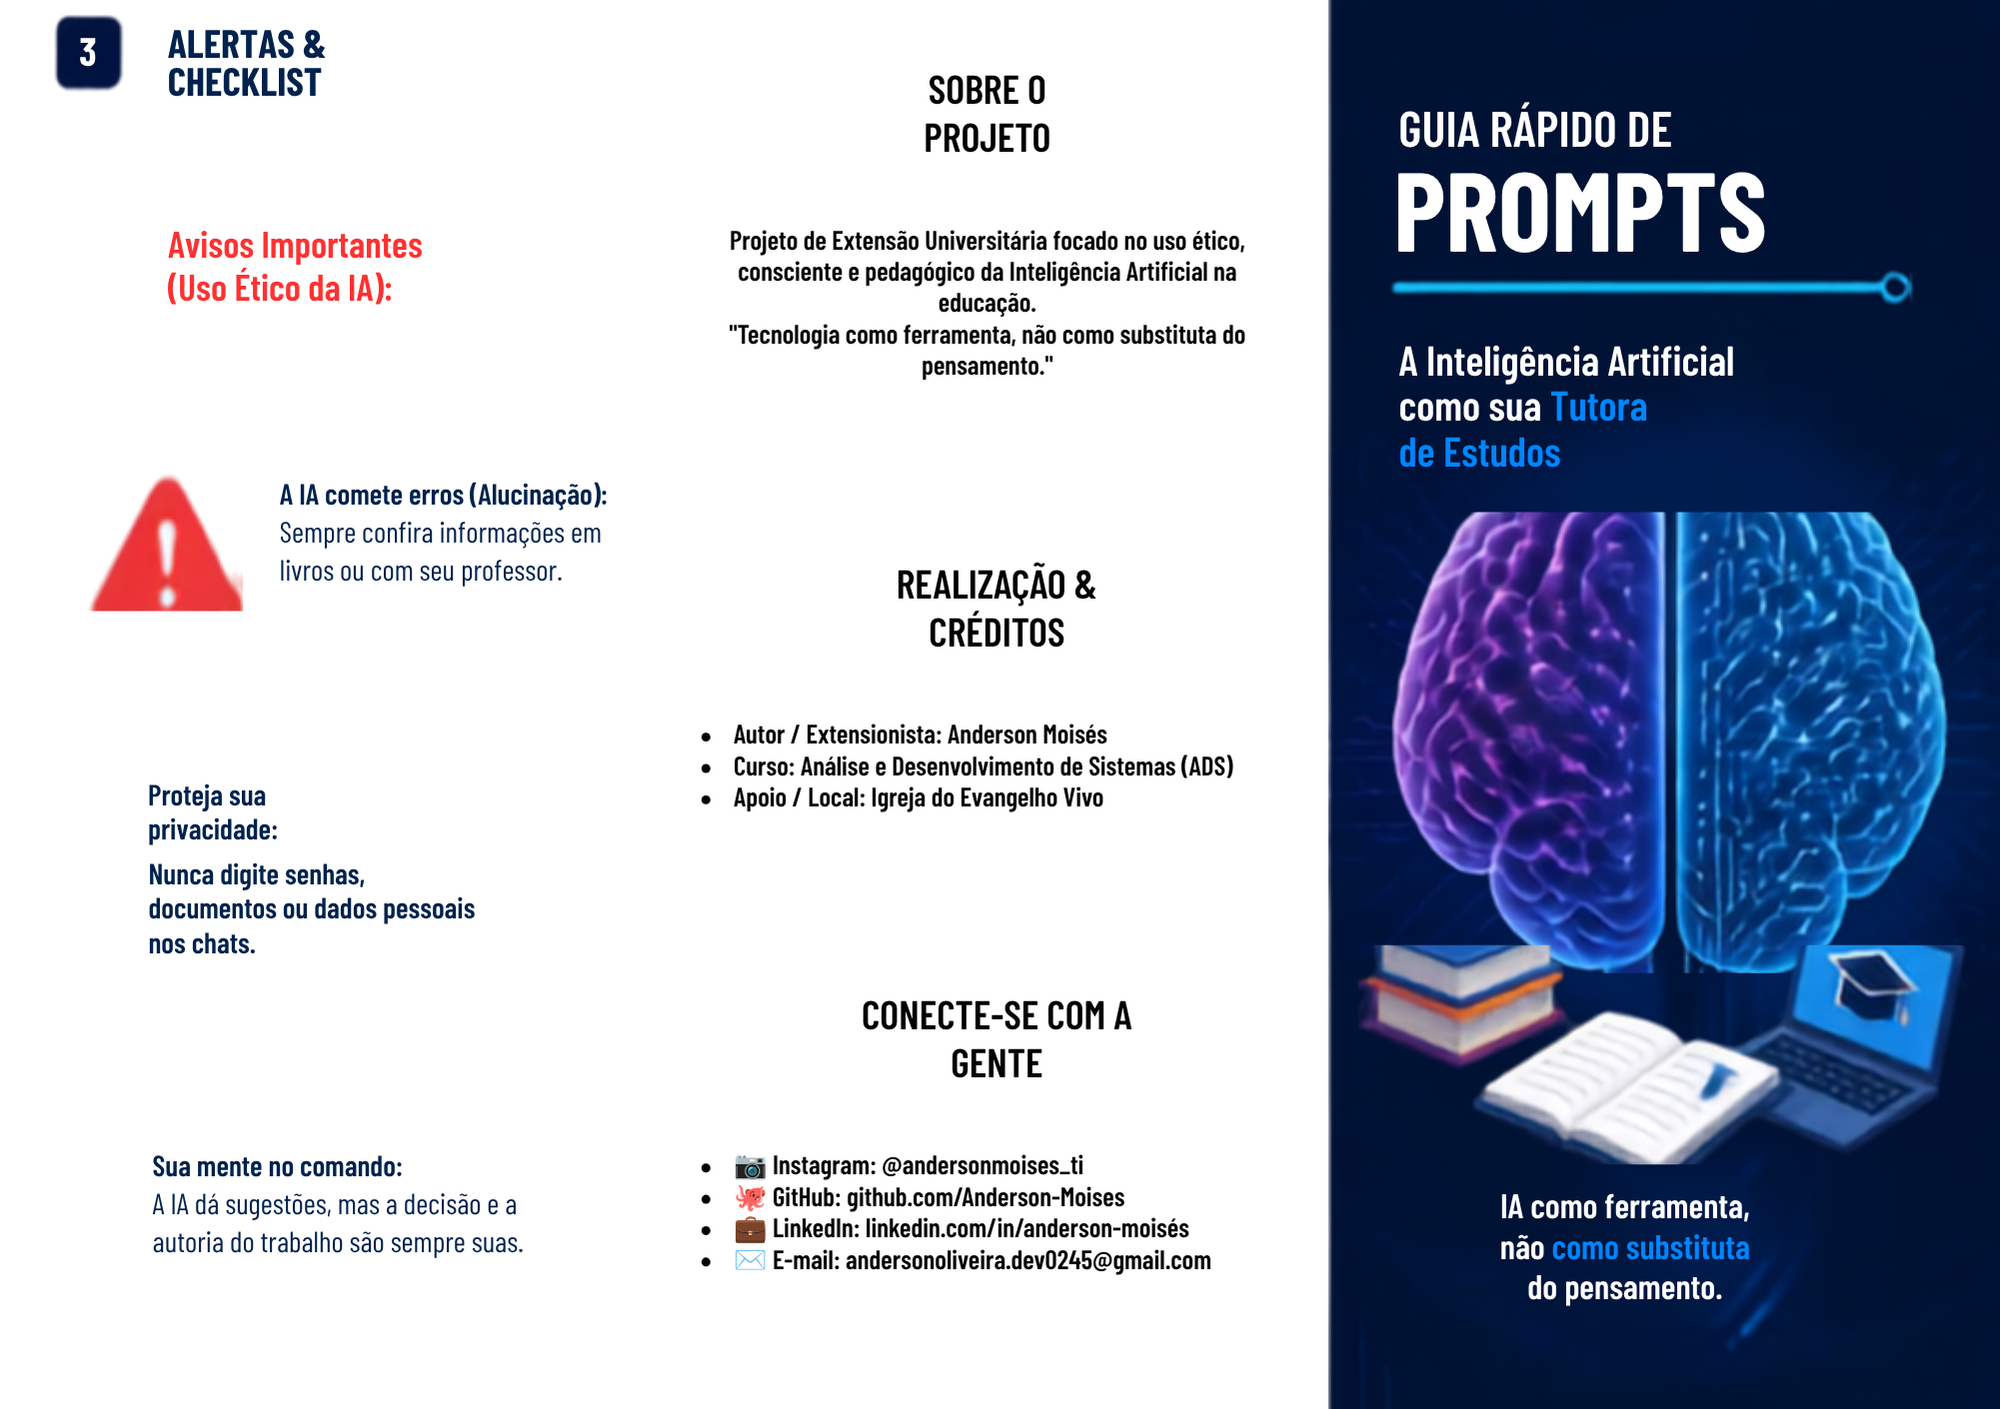 3
ALERTAS &
CHECKLIST
Avisos Importantes
(Uso Ético da IA):
A IA comete erros (Alucinação):
Sempre confira informações em
livros ou com seu professor.
Proteja sua
privacidade:
Nunca digite senhas,
documentos ou dados pessoais
nos chats.
Sua mente no comando:
A IA dá sugestões, mas a decisão e a
autoria do trabalho são sempre suas.
SOBRE O
PROJETO
Projeto de Extensão Universitária focado no uso ético,
consciente e pedagógico da Inteligência Artificial na
educação.
"Tecnologia como ferramenta, não como substituta do
pensamento."
REALIZAÇÃO &
CRÉDITOS
• Autor / Extensionista: Anderson Moisés
• Curso: Análise e Desenvolvimento de Sistemas (ADS)
• Apoio / Local: Igreja do Evangelho Vivo
CONECTE-SE COM A
GENTE
• 📷 Instagram: @andersonmoises_ti
• 🐙 GitHub: github.com/Anderson-Moises
• 💼 LinkedIn: linkedin.com/in/anderson-moisés
• ✉️ E-mail: andersonoliveira.dev0245@gmail.com
GUIA RÁPIDO DE
PROMPTS
A Inteligência Artificial
como sua Tutora
de Estudos
IA como ferramenta,
não como substituta
do pensamento.